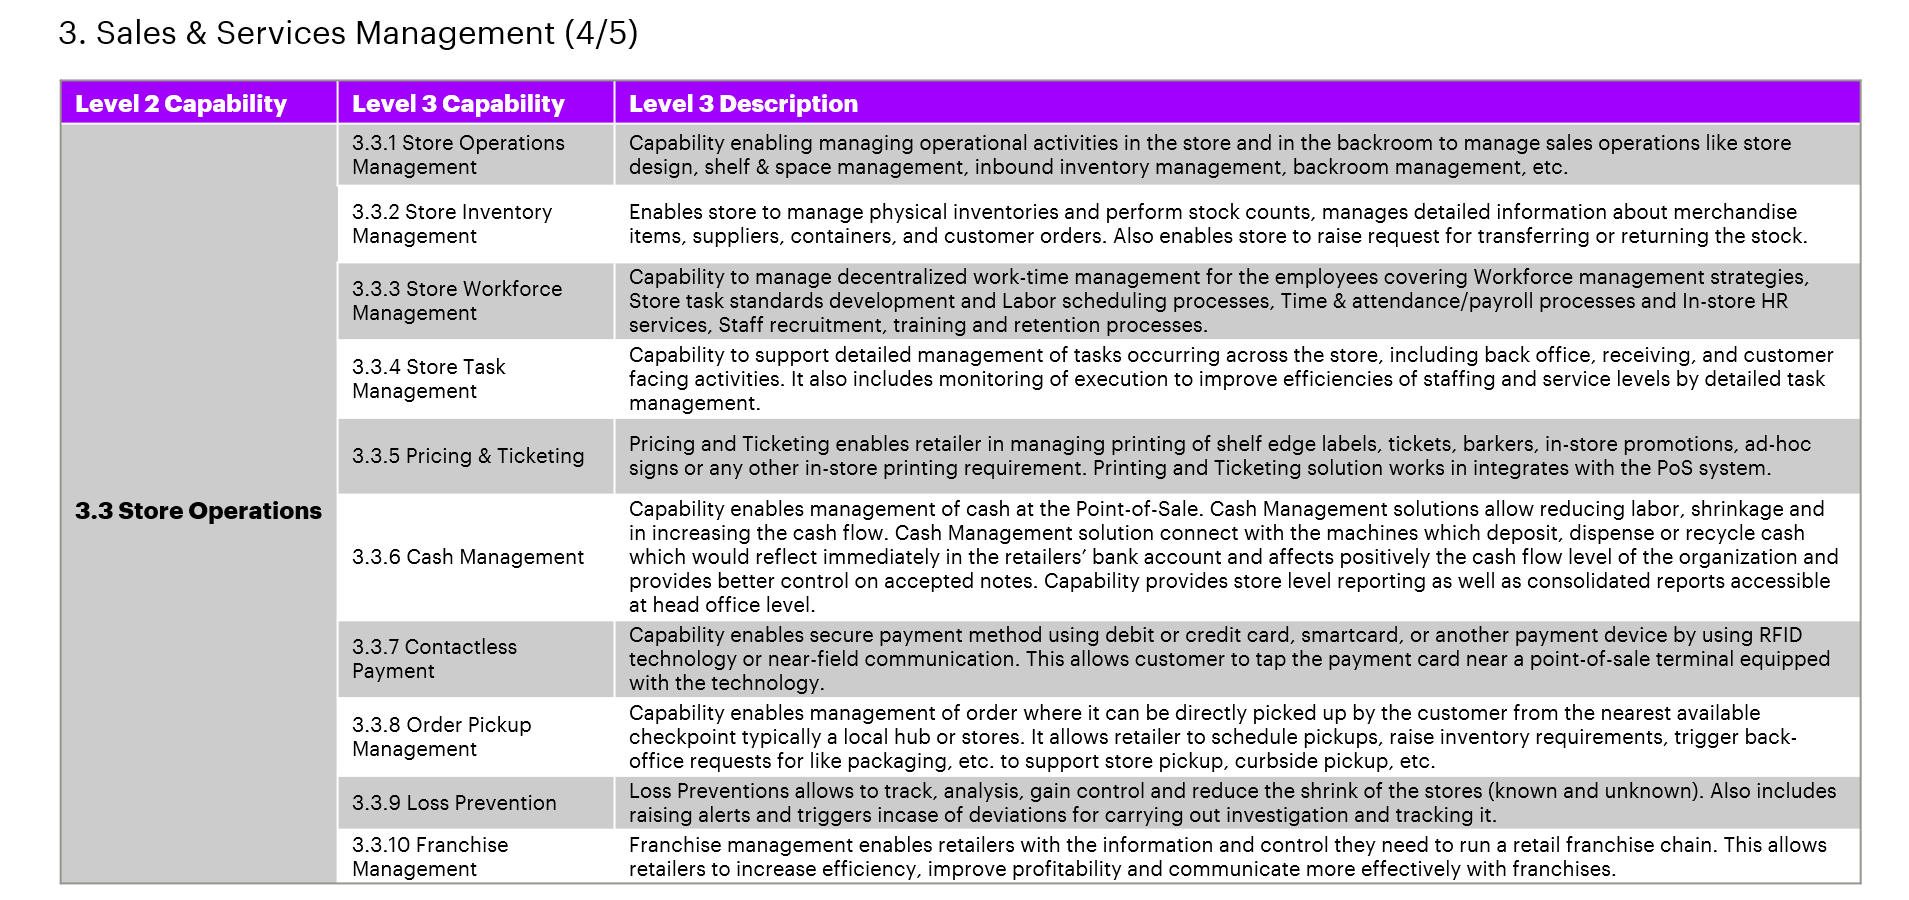 3. Sales & Services Management (4/5)
Level 2 Capability
Level 3 Capability
Level 3 Description
3.3 Store Operations
3.3.1 Store Operations
Management
Capability enabling managing operational activities in the store and in the backroom to manage sales operations like store
design, shelf & space management, inbound inventory management, backroom management, etc.
3.3.2 Store Inventory
Management
Enables store to manage physical inventories and perform stock counts, manages detailed information about merchandise
items, suppliers, containers, and customer orders. Also enables store to raise request for transferring or returning the stock.
3.3.3 Store Workforce
Management
Capability to manage decentralized work-time management for the employees covering Workforce management strategies,
Store task standards development and Labor scheduling processes, Time & attendance/payroll processes and In-store HR
services, Staff recruitment, training and retention processes.
3.3.4 Store Task
Management
Capability to support detailed management of tasks occurring across the store, including back office, receiving, and customer
facing activities. It also includes monitoring of execution to improve efficiencies of staffing and service levels by detailed task
management.
3.3.5 Pricing & Ticketing
Pricing and Ticketing enables retailer in managing printing of shelf edge labels, tickets, barkers, in-store promotions, ad-hoc
signs or any other in-store printing requirement. Printing and Ticketing solution works in integrates with the PoS system.
3.3.6 Cash Management
Capability enables management of cash at the Point-of-Sale. Cash Management solutions allow reducing labor, shrinkage and
in increasing the cash flow. Cash Management solution connect with the machines which deposit, dispense or recycle cash
which would reflect immediately in the retailers’ bank account and affects positively the cash flow level of the organization and
provides better control on accepted notes. Capability provides store level reporting as well as consolidated reports accessible
at head office level.
3.3.7 Contactless
Payment
Capability enables secure payment method using debit or credit card, smartcard, or another payment device by using RFID
technology or near-field communication. This allows customer to tap the payment card near a point-of-sale terminal equipped
with the technology.
3.3.8 Order Pickup
Management
Capability enables management of order where it can be directly picked up by the customer from the nearest available
checkpoint typically a local hub or stores. It allows retailer to schedule pickups, raise inventory requirements, trigger back-
office requests for like packaging, etc. to support store pickup, curbside pickup, etc.
3.3.9 Loss Prevention
Loss Preventions allows to track, analysis, gain control and reduce the shrink of the stores (known and unknown). Also includes
raising alerts and triggers incase of deviations for carrying out investigation and tracking it.
3.3.10 Franchise
Management
Franchise management enables retailers with the information and control they need to run a retail franchise chain. This allows
retailers to increase efficiency, improve profitability and communicate more effectively with franchises.